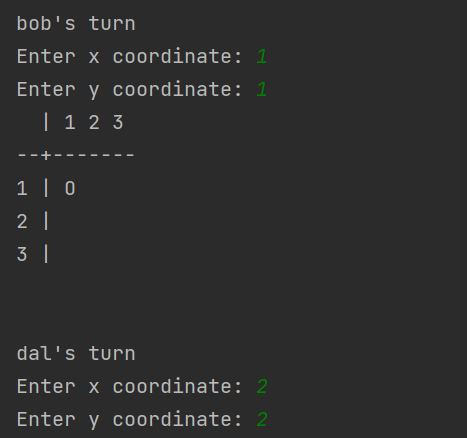 bob's turn
Enter x coordinate: 1
Enter y coordinate: 1
  | 1 2 3
--+-------
1 | O
2 |
3 |
dal's turn
Enter x coordinate: 2
Enter y coordinate: 2